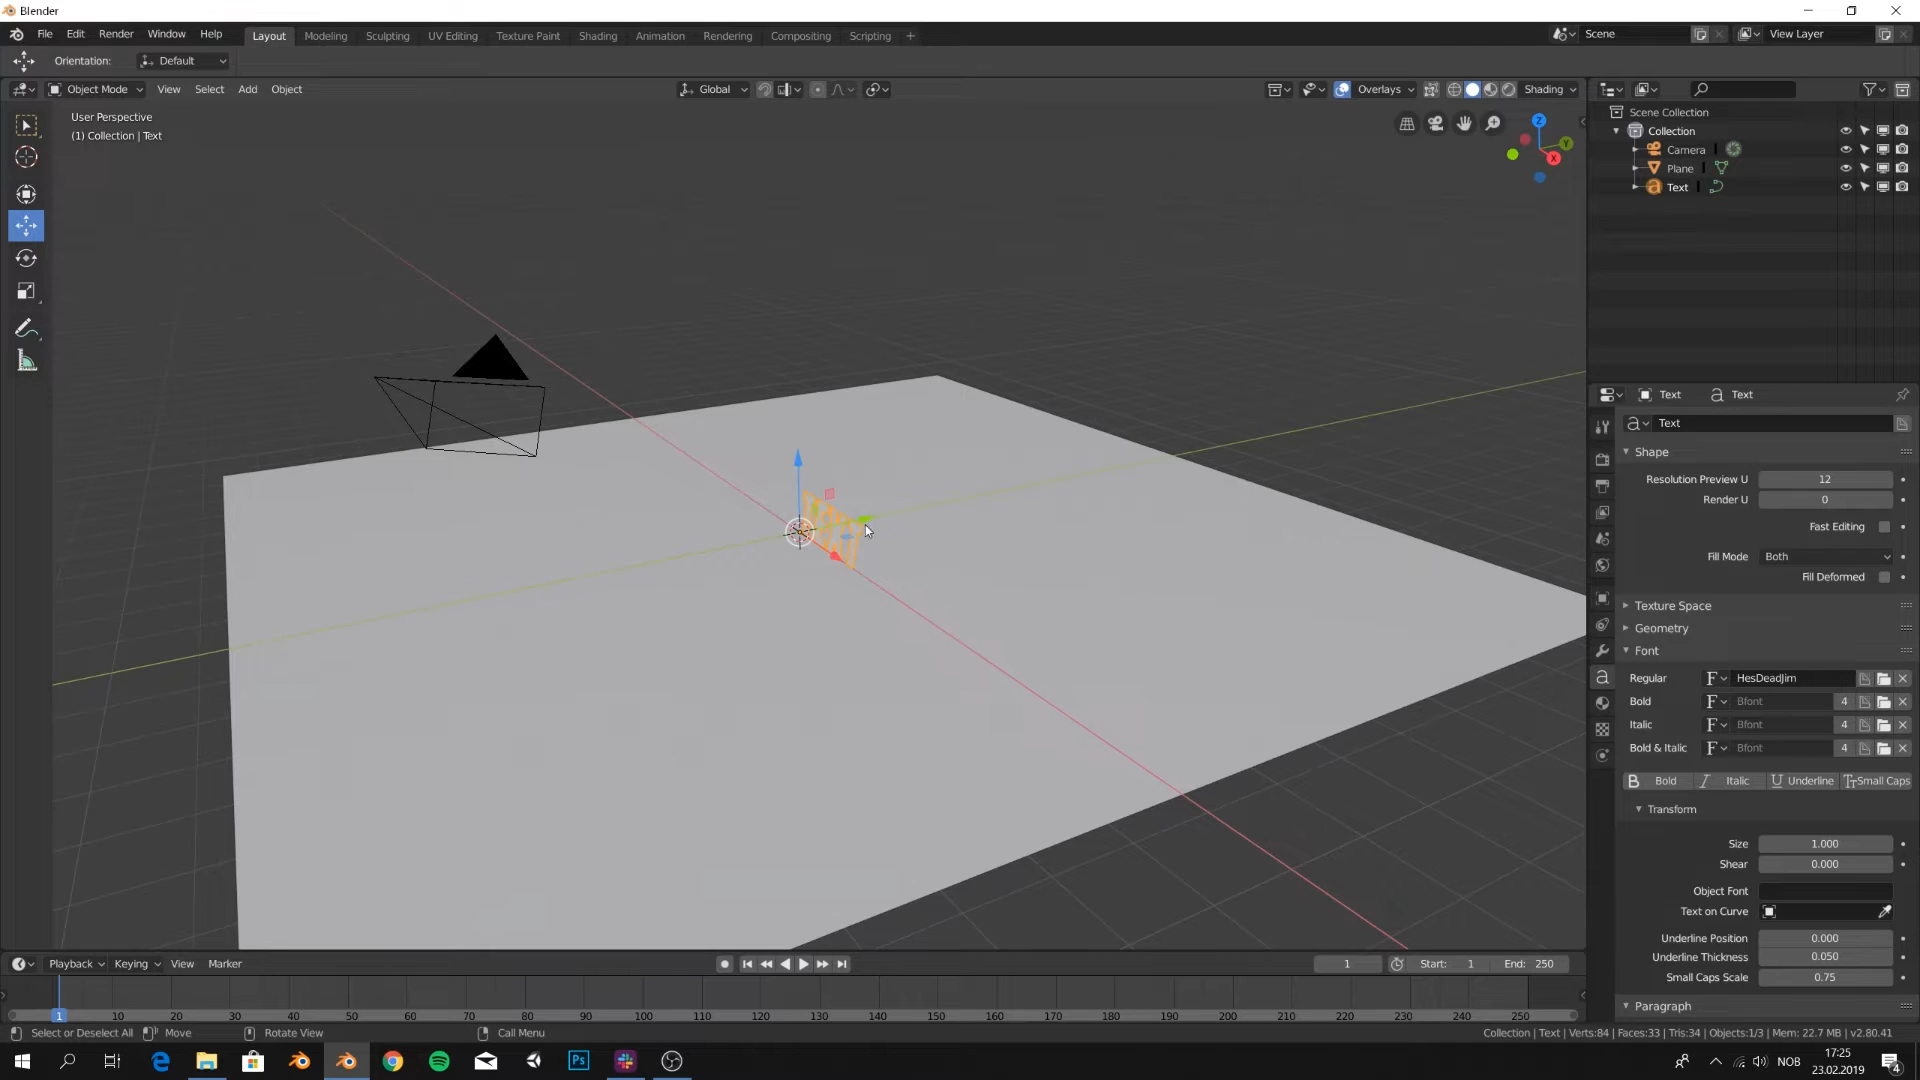 Blender
File Edit Render Window Help Layout Modeling Sculpting UV Editing Texture Paint Shading Animation Rendering Compositing Scripting + Scene View Layer
Orientation: Default
Object Mode View Select Add Object Global Overlays Shading
User Perspective
(1) Collection | Text
Z
Y
X
Scene Collection
Collection
Camera
Plane
Text
Text Text
Text
Shape
Resolution Preview U 12
Render U 0
Fast Editing
Fill Mode Both
Fill Deformed
Texture Space
Geometry
Font
Regular F HesDeadJim
Bold F Bfont 4
Italic F Bfont 4
Bold & Italic F Bfont 4
B Bold I Italic U Underline Tт Small Caps
Transform
Size 1.000
Shear 0.000
Object Font
Text on Curve
Underline Position 0.000
Underline Thickness 0.050
Small Caps Scale 0.75
Paragraph
Playback Keying View Marker 1 Start: 1 End: 250
1 10 20 30 40 50 60 70 80 90 100 110 120 130 140 150 160 170 180 190 200 210 220 230 240 250
Select or Deselect All Move Rotate View Call Menu Collection | Text | Verts:84 | Faces:33 | Tris:34 | Objects:1/3 | Mem: 22.7 MB | v2.80.41
Ps NOB 17:25
23.02.2019 4